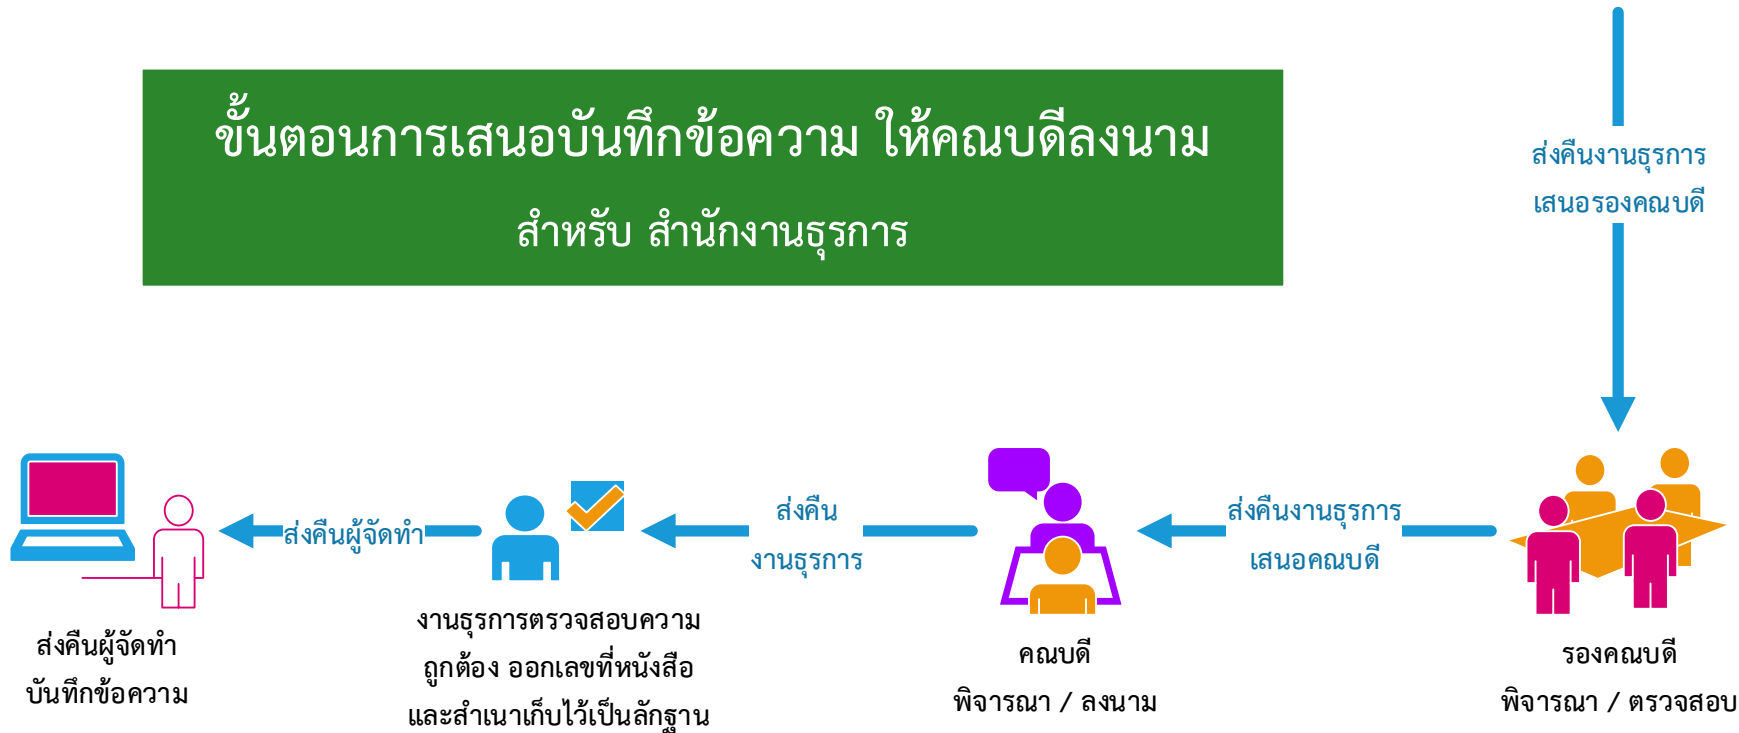 ขั้นตอนการเสนอบันทึกข้อความ ให้คณบดีลงนาม
สำหรับ สำนักงานธุรการ
ส่งคืนงานธุรการ
เสนอรองคณบดี
รองคณบดี
พิจารณา / ตรวจสอบ
ส่งคืนงานธุรการ
เสนอคณบดี
คณบดี
พิจารณา / ลงนาม
ส่งคืน
งานธุรการ
งานธุรการตรวจสอบความ
ถูกต้อง ออกเลขที่หนังสือ
และสำเนาเก็บไว้เป็นลักฐาน
ส่งคืนผู้จัดทำ
ส่งคืนผู้จัดทำ
บันทึกข้อความ